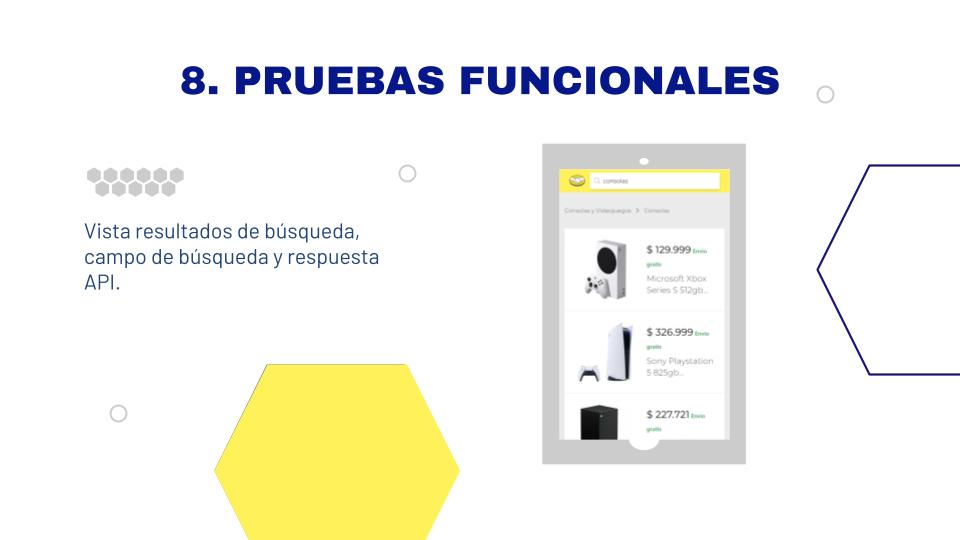 8. PRUEBAS FUNCIONALES
Vista resultados de búsqueda,
campo de búsqueda y respuesta
API.
consolas
Consolas y Videojuegos > Consolas
$ 129.999 Envío
gratis
Microsoft Xbox
Series S 512gb...
$ 326.999 Envío
gratis
Sony Playstation
5 825gb...
$ 227.721 Envío
gratis